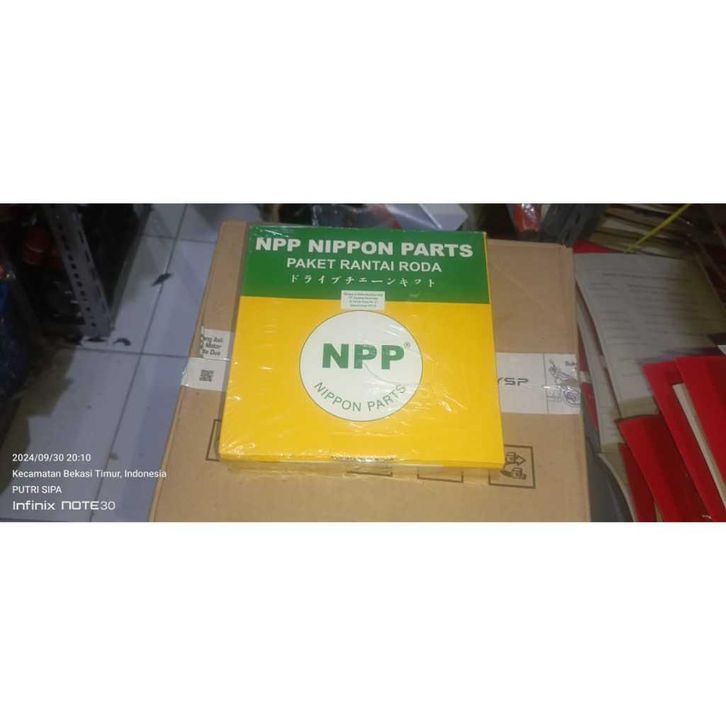 NPP NIPPON PARTS
PAKET RANTAI RODA
ドライブチェーンキット
NPP®
NIPPON PARTS
YSP
2024/09/30 20:10
Kecamatan Bekasi Timur, Indonesia
PUTRI SIPA
Infinix NOTE30